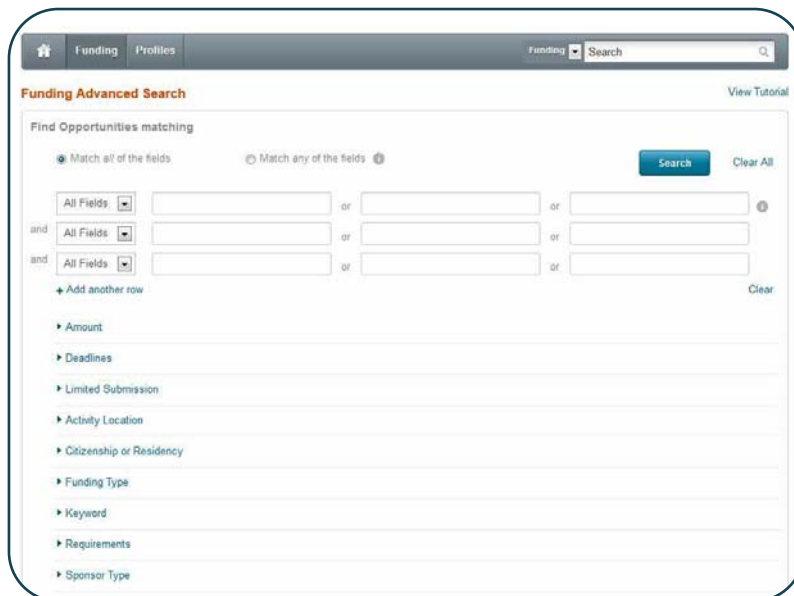 Funding Profiles Funding Search
Funding Advanced Search View Tutorial
Find Opportunities matching
Match all of the fields Match any of the fields Search Clear All
All Fields or or
and All Fields or or
and All Fields or or
+ Add another row Clear
Amount
Deadlines
Limited Submission
Activity Location
Citizenship or Residency
Funding Type
Keyword
Requirements
Sponsor Type